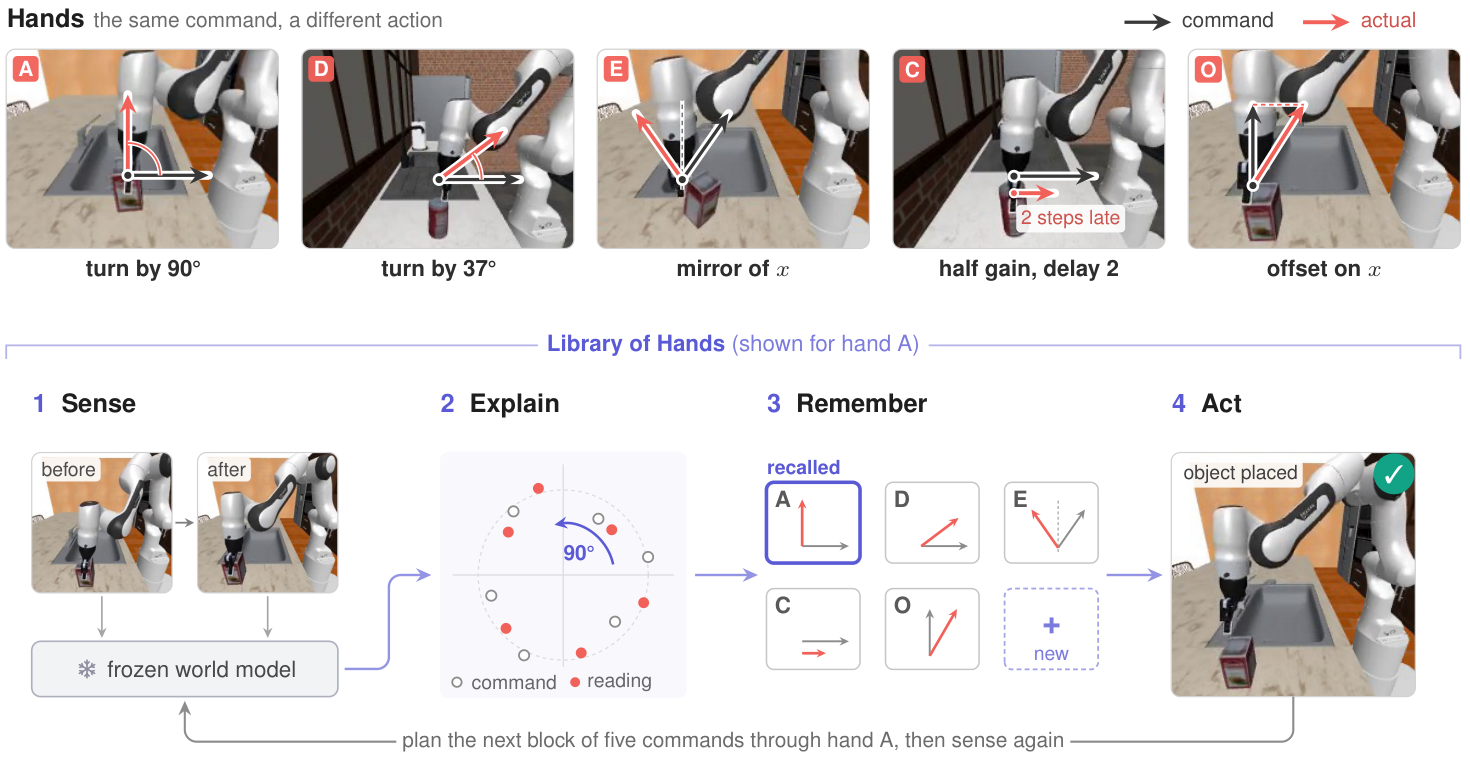 Hands the same command, a different action
command
actual
A
D
E
C
O
2 steps late
turn by 90°
turn by 37°
mirror of x
half gain, delay 2
offset on x
Library of Hands (shown for hand A)
1 Sense
2 Explain
3 Remember
4 Act
before
after
frozen world model
90°
command
reading
recalled
A
D
E
C
O
+
new
object placed
✓
plan the next block of five commands through hand A, then sense again